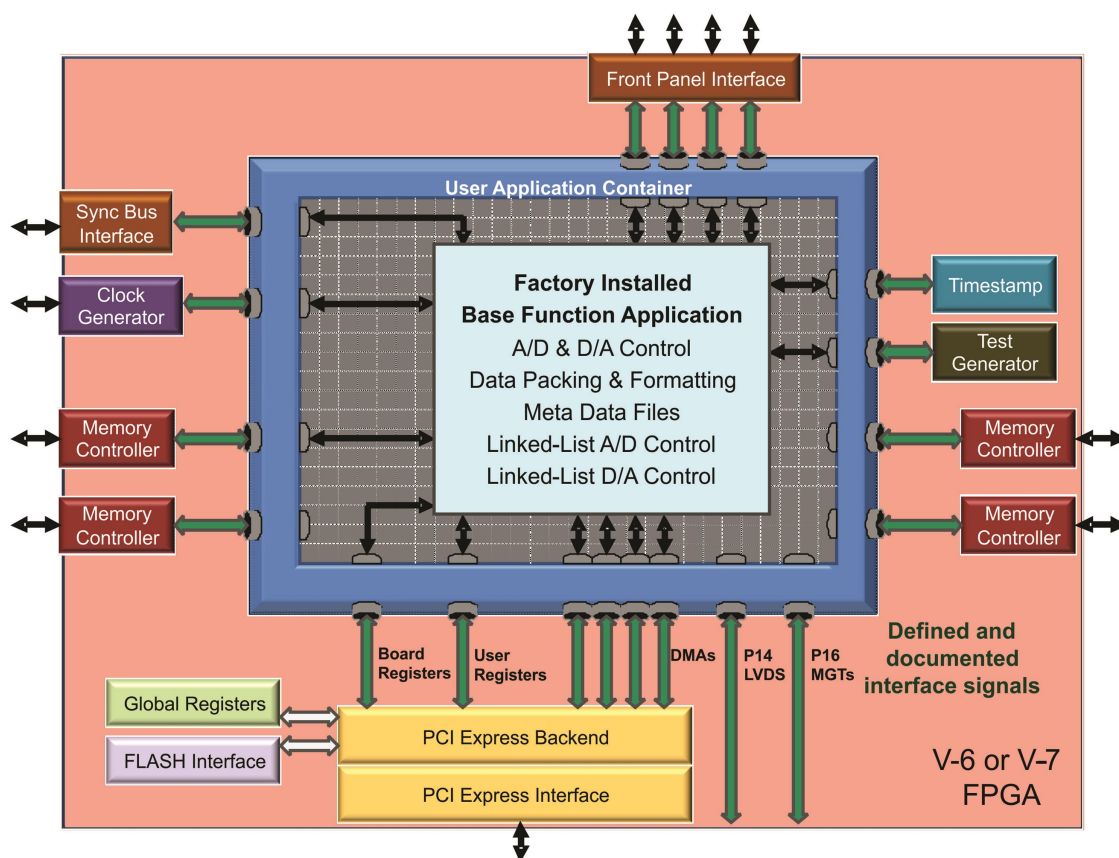 Front Panel Interface
User Application Container
Sync Bus
Interface
Clock
Generator
Memory
Controller
Memory
Controller
Factory Installed
Base Function Application
A/D & D/A Control
Data Packing & Formatting
Meta Data Files
Linked-List A/D Control
Linked-List D/A Control
Timestamp
Test
Generator
Memory
Controller
Memory
Controller
Board
Registers
User
Registers
DMAs
P14
LVDS
P16
MGTs
Defined and
documented
interface signals
Global Registers
FLASH Interface
PCI Express Backend
PCI Express Interface
V-6 or V-7
FPGA